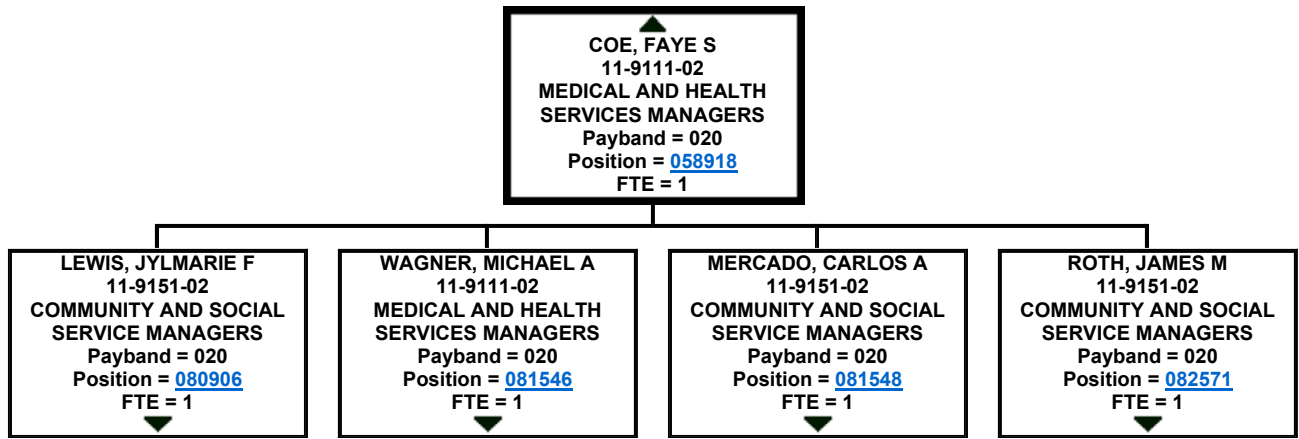 COE, FAYE S
11-9111-02
MEDICAL AND HEALTH
SERVICES MANAGERS
Payband = 020
Position = 058918
FTE = 1
LEWIS, JYLMARIE F
11-9151-02
COMMUNITY AND SOCIAL
SERVICE MANAGERS
Payband = 020
Position = 080906
FTE = 1
WAGNER, MICHAEL A
11-9111-02
MEDICAL AND HEALTH
SERVICES MANAGERS
Payband = 020
Position = 081546
FTE = 1
MERCADO, CARLOS A
11-9151-02
COMMUNITY AND SOCIAL
SERVICE MANAGERS
Payband = 020
Position = 081548
FTE = 1
ROTH, JAMES M
11-9151-02
COMMUNITY AND SOCIAL
SERVICE MANAGERS
Payband = 020
Position = 082571
FTE = 1